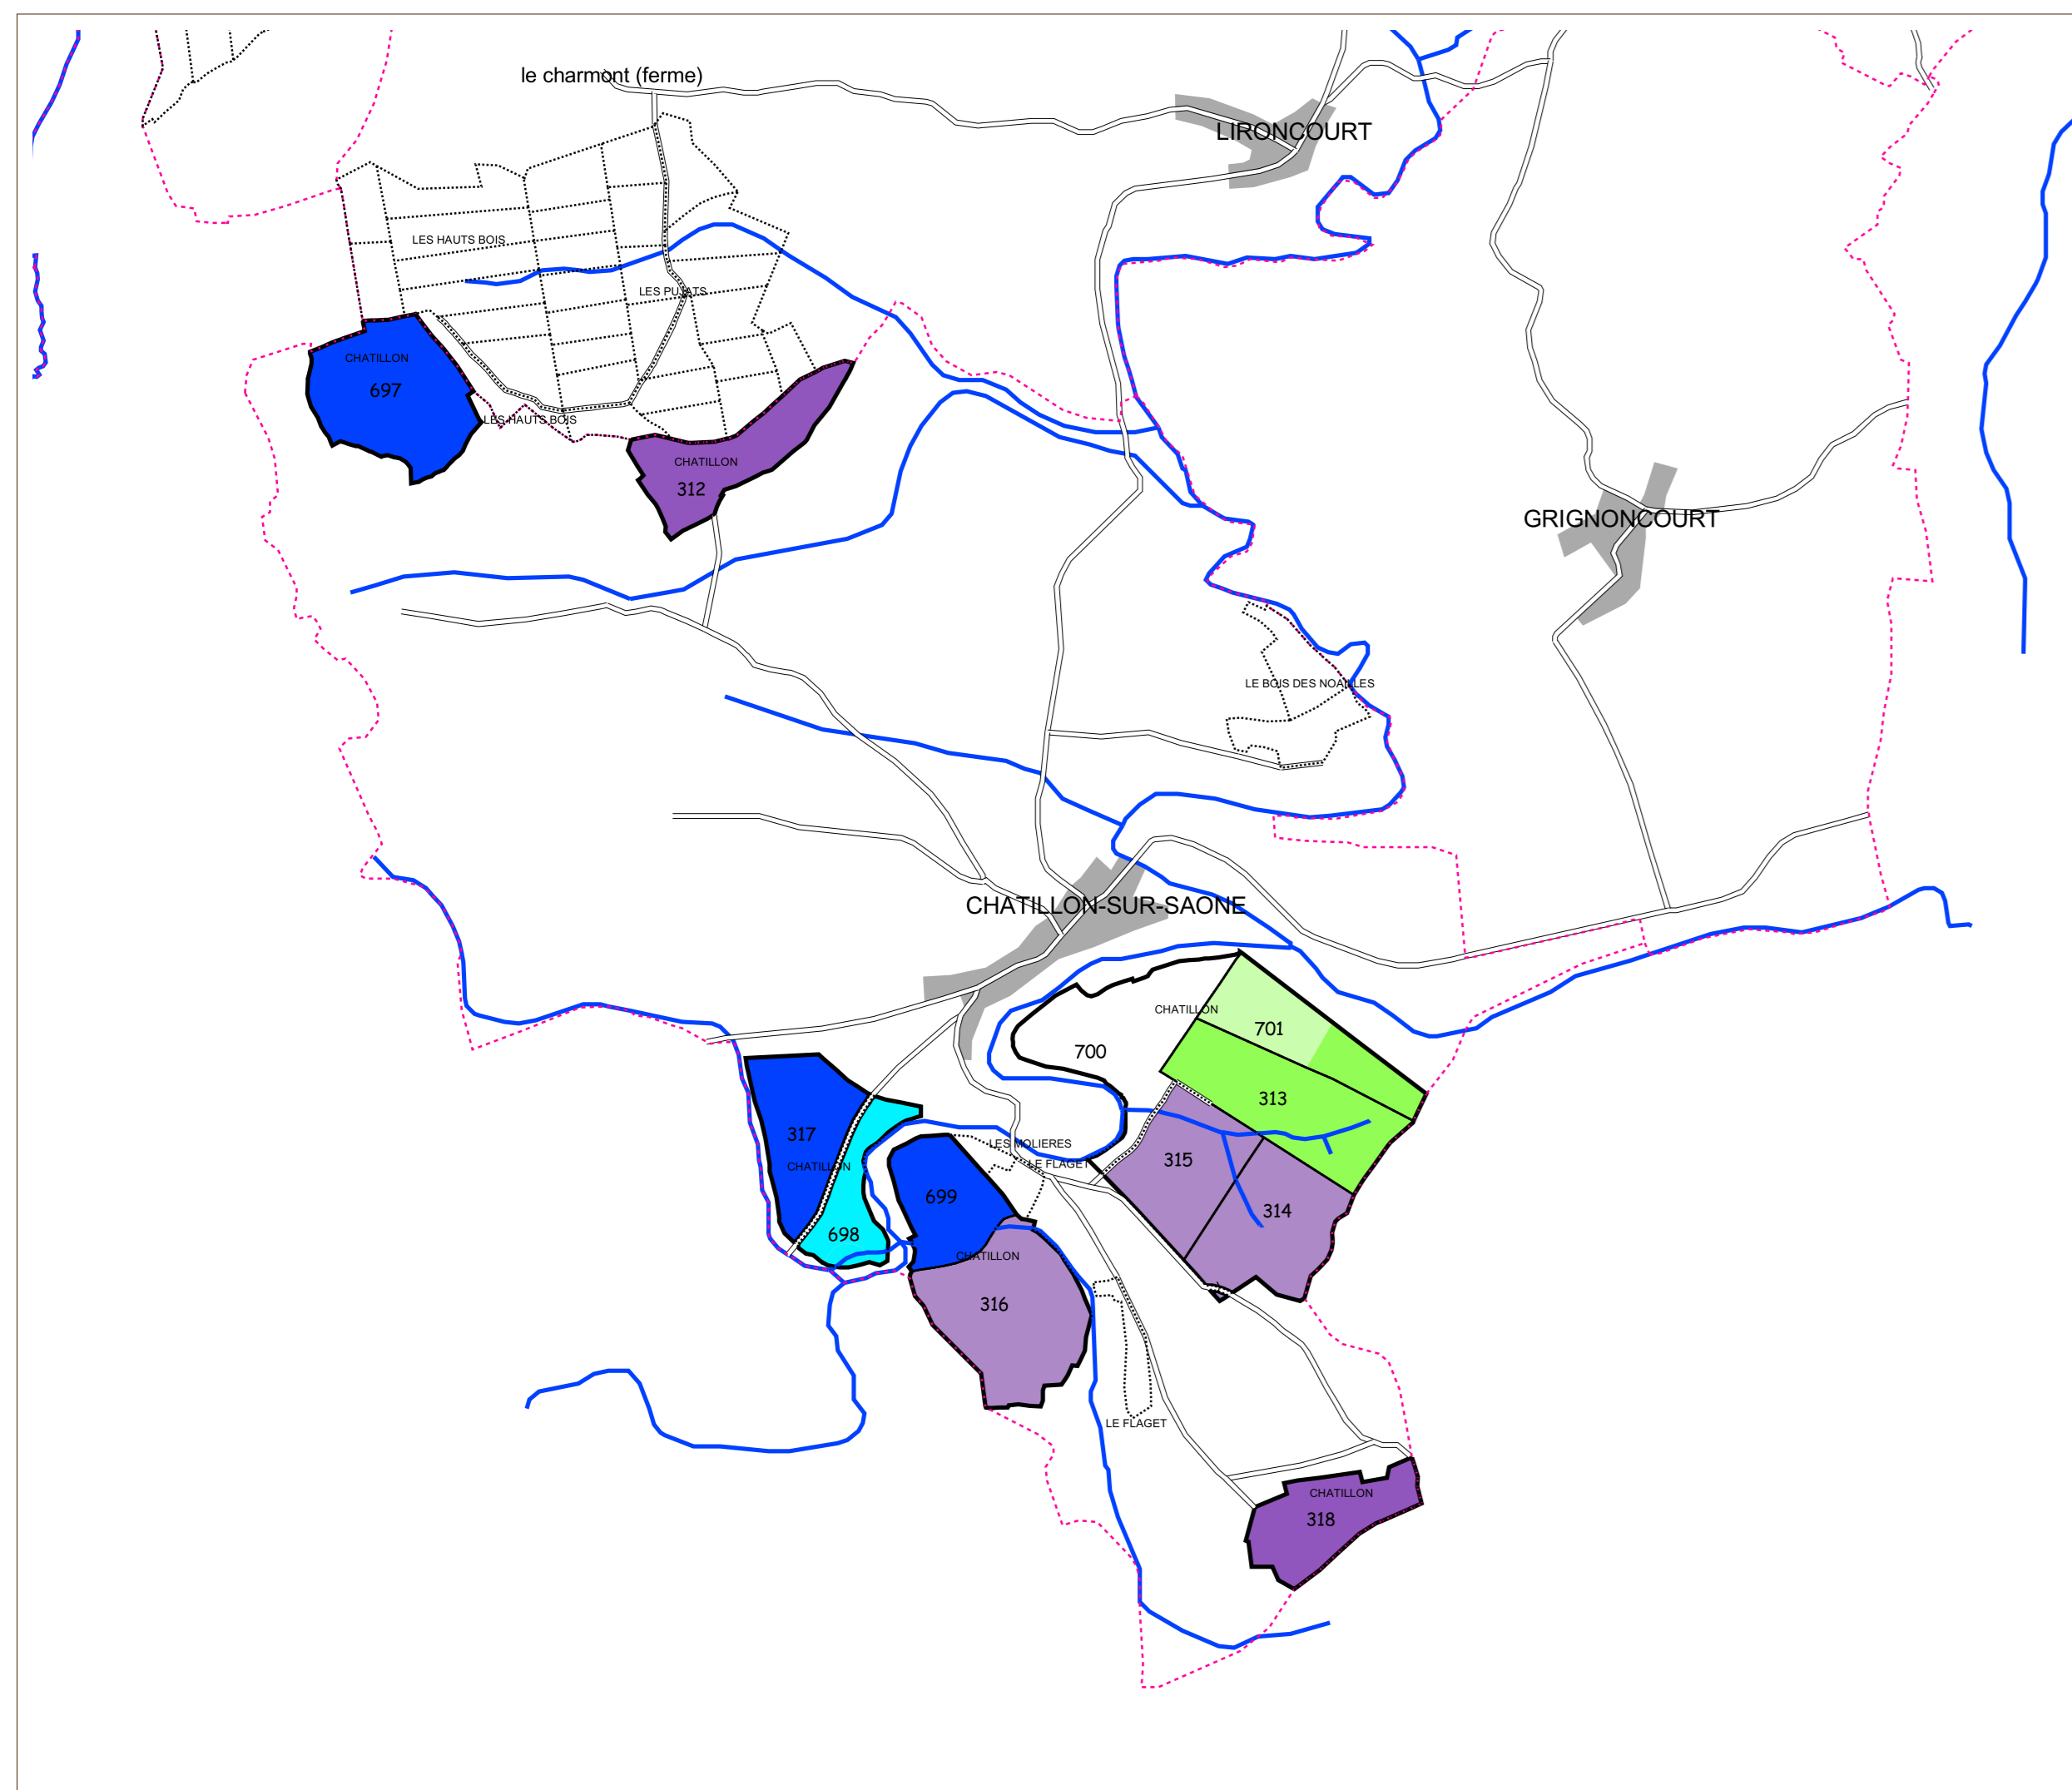 le charmont (ferme)
LIRONCOURT
LES HAUTS BOIS
LES PUJATS
CHATILLON
697
LES HAUTS BOIS
CHATILLON
312
GRIGNONCOURT
LE BOIS DES NOAILLES
CHATILLON-SUR-SAONE
CHATILLON
701
700
313
317
LES MOLIERES
315
LE FLAGET
CHATILLON
699
314
698
CHATILLON
316
LE FLAGET
CHATILLON
318